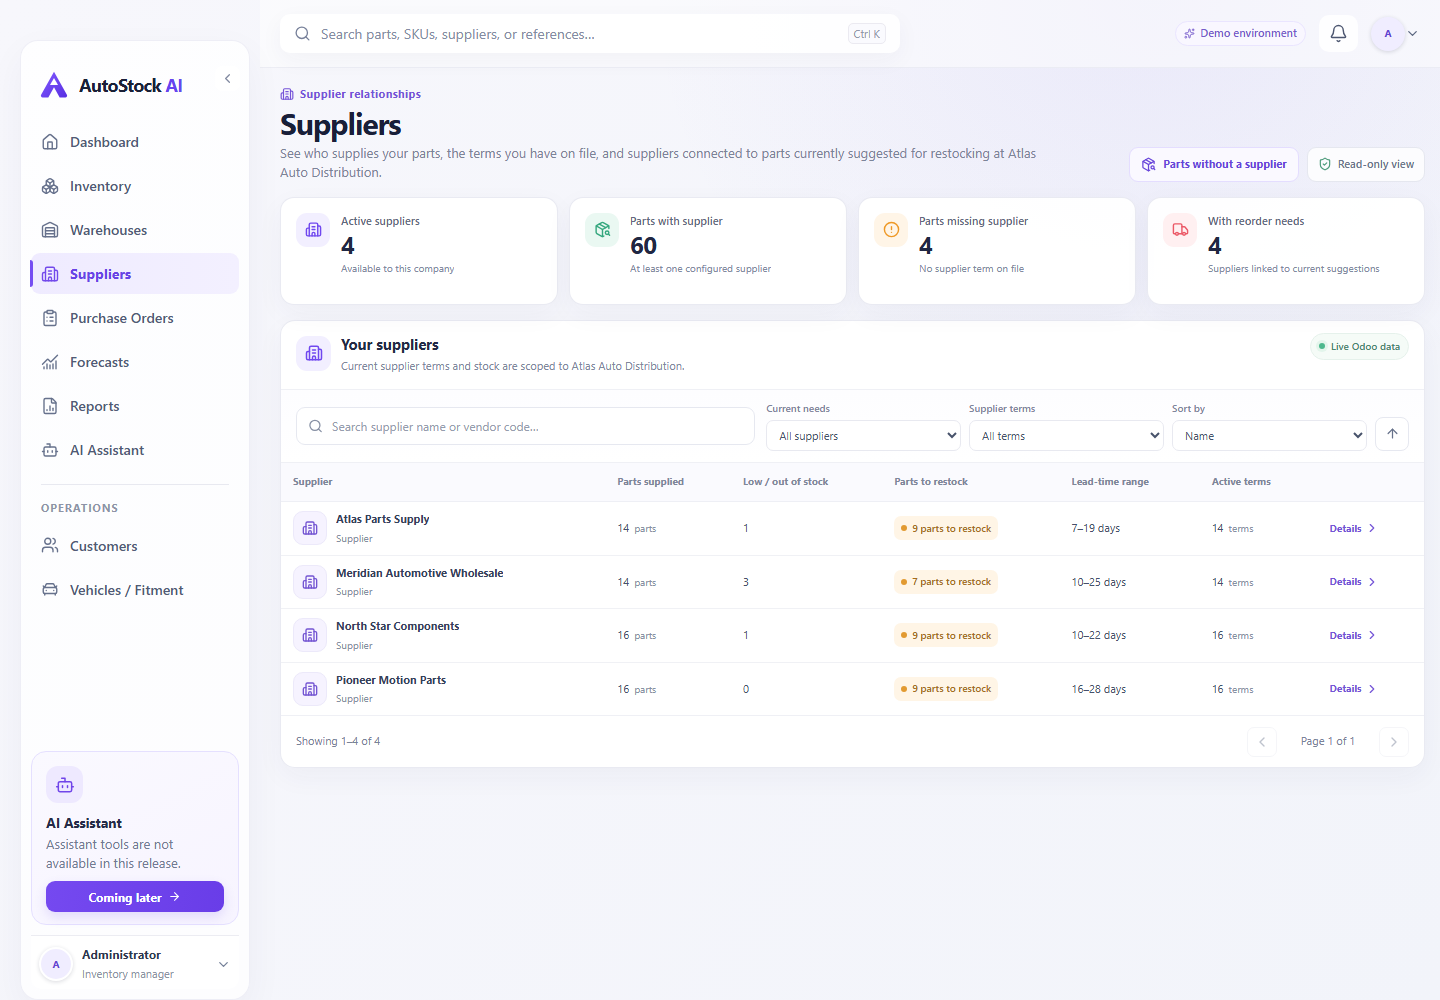 Search parts, SKUs, suppliers, or references...
Ctrl K
Demo environment
A
AutoStock AI
Dashboard
Inventory
Warehouses
Suppliers
Purchase Orders
Forecasts
Reports
AI Assistant
OPERATIONS
Customers
Vehicles / Fitment
AI Assistant
Assistant tools are not
available in this release.
Coming later
A
Administrator
Inventory manager
Supplier relationships
Suppliers
See who supplies your parts, the terms you have on file, and suppliers connected to parts currently suggested for restocking at Atlas
Auto Distribution.
Parts without a supplier
Read-only view
Active suppliers
4
Available to this company
Parts with supplier
60
At least one configured supplier
Parts missing supplier
4
No supplier term on file
With reorder needs
4
Suppliers linked to current suggestions
Your suppliers
Current supplier terms and stock are scoped to Atlas Auto Distribution.
Live Odoo data
Search supplier name or vendor code...
Current needs
All suppliers
Supplier terms
All terms
Sort by
Name
Supplier Parts supplied Low / out of stock Parts to restock Lead-time range Active terms
Atlas Parts Supply
Supplier
14 parts 1 9 parts to restock 7–19 days 14 terms Details
Meridian Automotive Wholesale
Supplier
14 parts 3 7 parts to restock 10–25 days 14 terms Details
North Star Components
Supplier
16 parts 1 9 parts to restock 10–22 days 16 terms Details
Pioneer Motion Parts
Supplier
16 parts 0 9 parts to restock 16–28 days 16 terms Details
Showing 1–4 of 4
Page 1 of 1